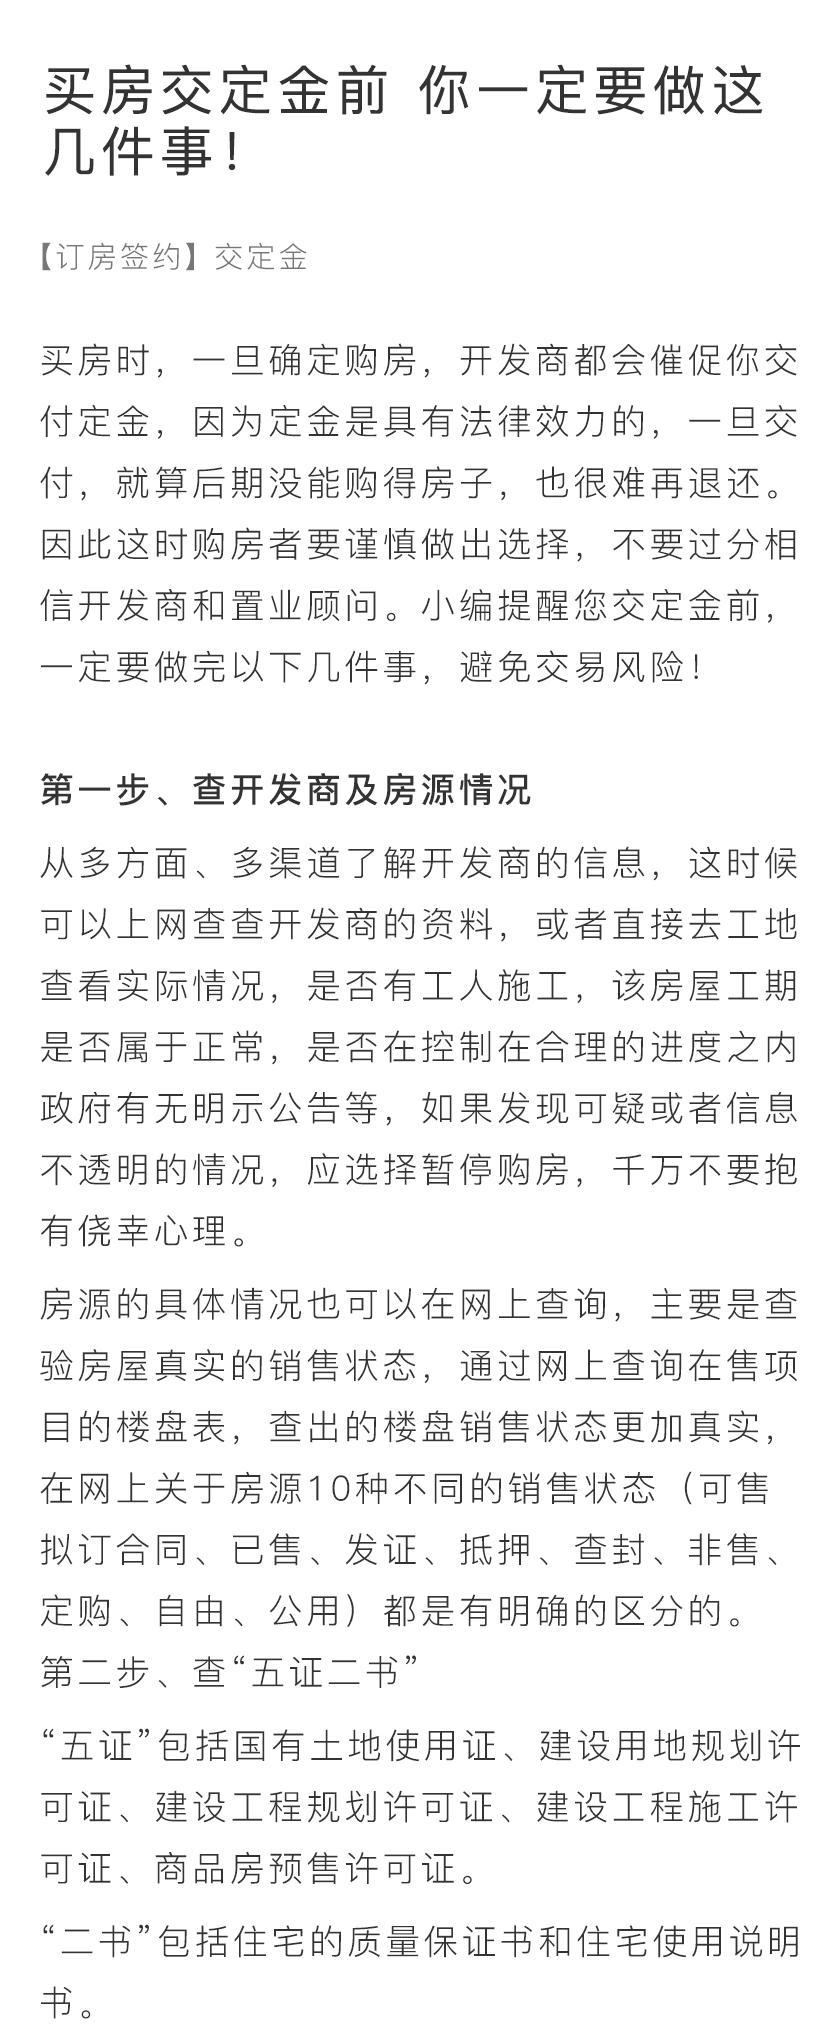 买房交定金前 你一定要做这
几件事！
【订房签约】交定金
买房时，一旦确定购房，开发商都会催促你交
付定金，因为定金是具有法律效力的，一旦交
付，就算后期没能购得房子，也很难再退还。
因此这时购房者要谨慎做出选择，不要过分相
信开发商和置业顾问。小编提醒您交定金前，
一定要做完以下几件事，避免交易风险！
第一步、查开发商及房源情况
从多方面、多渠道了解开发商的信息，这时候
可以上网查查开发商的资料，或者直接去工地
查看实际情况，是否有工人施工，该房屋工期
是否属于正常，是否在控制在合理的进度之内
政府有无明示公告等，如果发现可疑或者信息
不透明的情况，应选择暂停购房，千万不要抱
有侥幸心理。
房源的具体情况也可以在网上查询，主要是查
验房屋真实的销售状态，通过网上查询在售项
目的楼盘表，查出的楼盘销售状态更加真实，
在网上关于房源10种不同的销售状态（可售
拟订合同、已售、发证、抵押、查封、非售、
定购、自由、公用）都是有明确的区分的。
第二步、查“五证二书”
“五证”包括国有土地使用证、建设用地规划许
可证、建设工程规划许可证、建设工程施工许
可证、商品房预售许可证。
“二书”包括住宅的质量保证书和住宅使用说明
书。